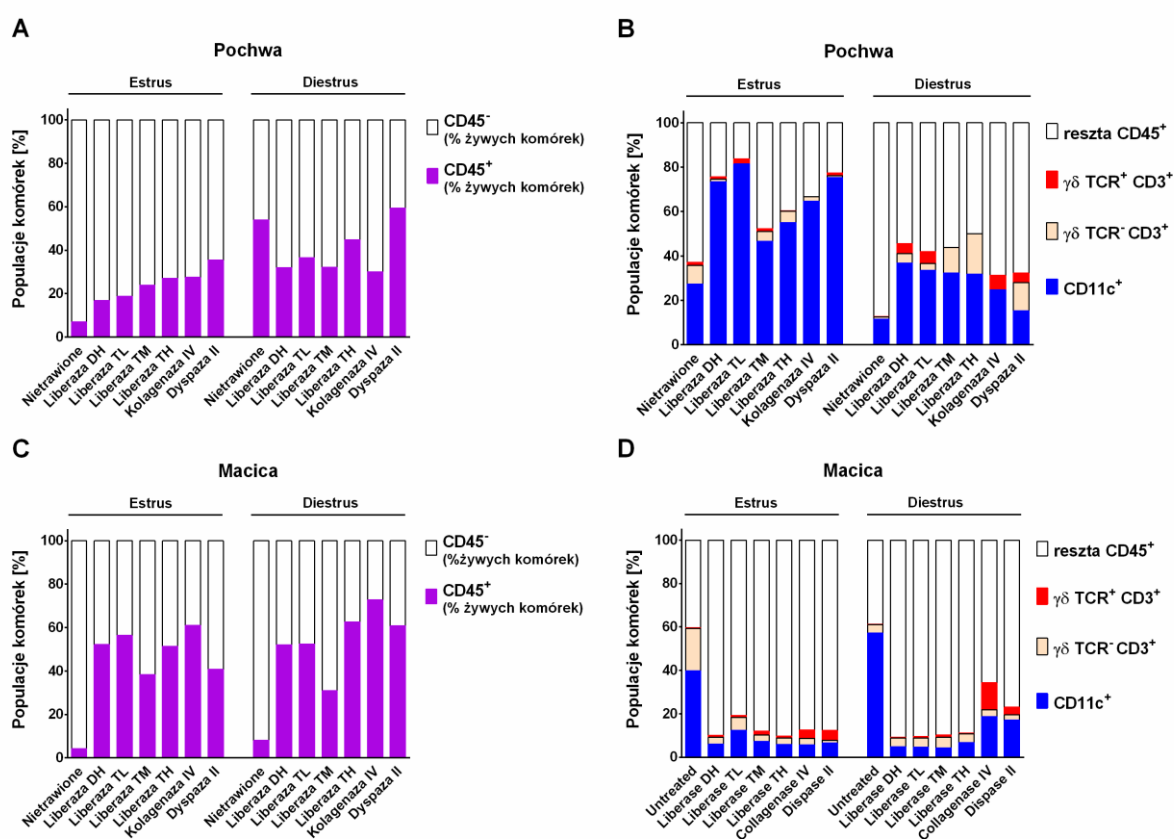 A
Pochwa
Estrus
Diestrus
Populacje komórek [%]
100
80
60
40
20
0
Nietrawione
Liberaza DH
Liberaza TL
Liberaza TM
Liberaza TH
Kolagenaza IV
Dyspaza II
Nietrawione
Liberaza DH
Liberaza TL
Liberaza TM
Liberaza TH
Kolagenaza IV
Dyspaza II
CD45-
(% żywych komórek)
CD45+
(% żywych komórek)
B
Pochwa
Estrus
Diestrus
Populacje komórek [%]
100
80
60
40
20
0
Nietrawione
Liberaza DH
Liberaza TL
Liberaza TM
Liberaza TH
Kolagenaza IV
Dyspaza II
Nietrawione
Liberaza DH
Liberaza TL
Liberaza TM
Liberaza TH
Kolagenaza IV
Dyspaza II
reszta CD45+
γδ TCR+ CD3+
γδ TCR- CD3+
CD11c+
C
Macica
Estrus
Diestrus
Populacje komórek [%]
100
80
60
40
20
0
Nietrawione
Liberaza DH
Liberaza TL
Liberaza TM
Liberaza TH
Kolagenaza IV
Dyspaza II
Nietrawione
Liberaza DH
Liberaza TL
Liberaza TM
Liberaza TH
Kolagenaza IV
Dyspaza II
CD45-
(%żywych komórek)
CD45+
(% żywych komórek)
D
Macica
Estrus
Diestrus
Populacje komórek [%]
100
80
60
40
20
0
Untreated
Liberase DH
Liberase TL
Liberase TM
Liberase TH
Collagenase IV
Dispase II
Untreated
Liberase DH
Liberase TL
Liberase TM
Liberase TH
Collagenase IV
Dispase II
reszta CD45+
γδ TCR+ CD3+
γδ TCR- CD3+
CD11c+